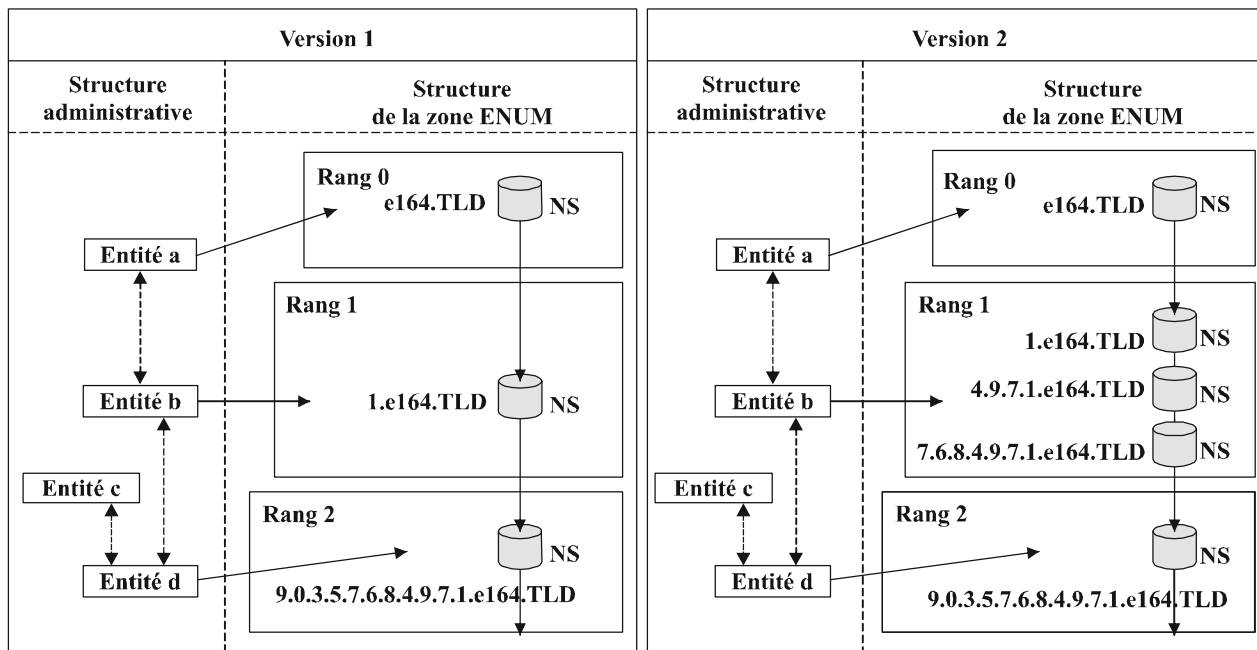 Version 1
Structure
administrative
Structure
de la zone ENUM
Rang 0
e164.TLD
NS
Entité a
Rang 1
Entité b
1.e164.TLD
NS
Entité c
Rang 2
NS
Entité d
9.0.3.5.7.6.8.4.9.7.1.e164.TLD
Version 2
Structure
administrative
Structure
de la zone ENUM
Rang 0
e164.TLD
NS
Entité a
Rang 1
1.e164.TLD
NS
Entité b
4.9.7.1.e164.TLD
NS
7.6.8.4.9.7.1.e164.TLD
NS
Entité c
Rang 2
NS
Entité d
9.0.3.5.7.6.8.4.9.7.1.e164.TLD